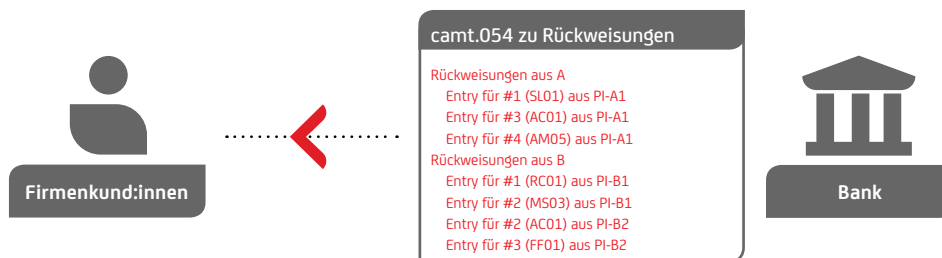 camt.054 zu Rückweisungen
Rückweisungen aus A
Entry für #1 (SL01) aus PI-A1
Entry für #3 (AC01) aus PI-A1
Entry für #4 (AM05) aus PI-A1
Rückweisungen aus B
Entry für #1 (RC01) aus PI-B1
Entry für #2 (MS03) aus PI-B1
Entry für #2 (AC01) aus PI-B2
Entry für #3 (FF01) aus PI-B2
Firmenkund:innen
Bank